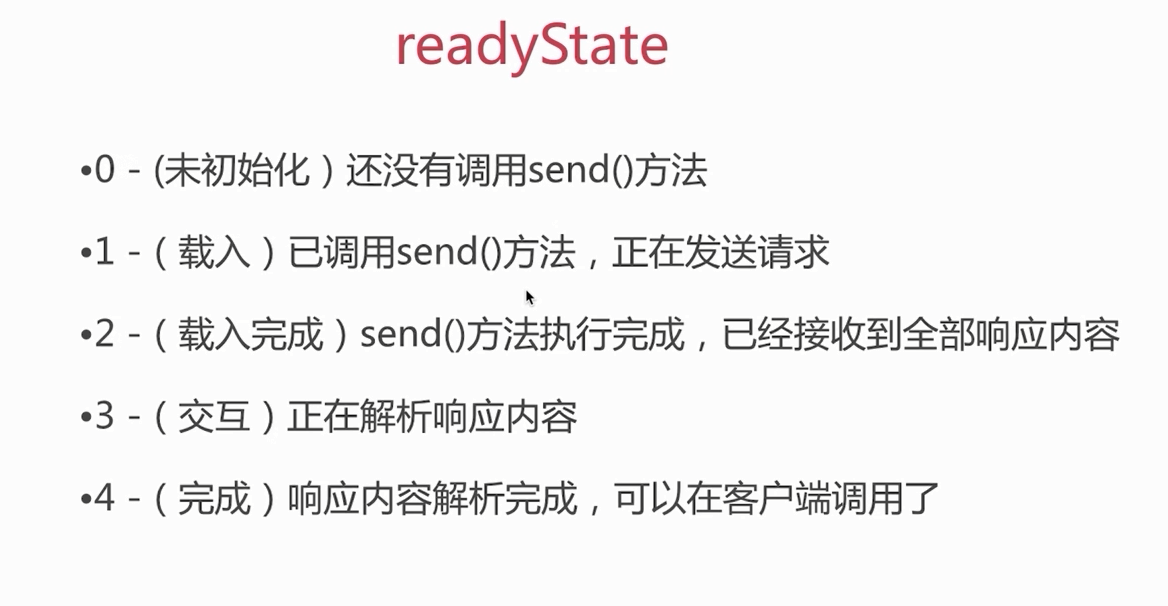 readyState
•0 - (未初始化）还没有调用send()方法
•1 -（载入）已调用send()方法，正在发送请求
•2 -（载入完成）send()方法执行完成，已经接收到全部响应内容
•3 -（交互）正在解析响应内容
•4 -（完成）响应内容解析完成，可以在客户端调用了